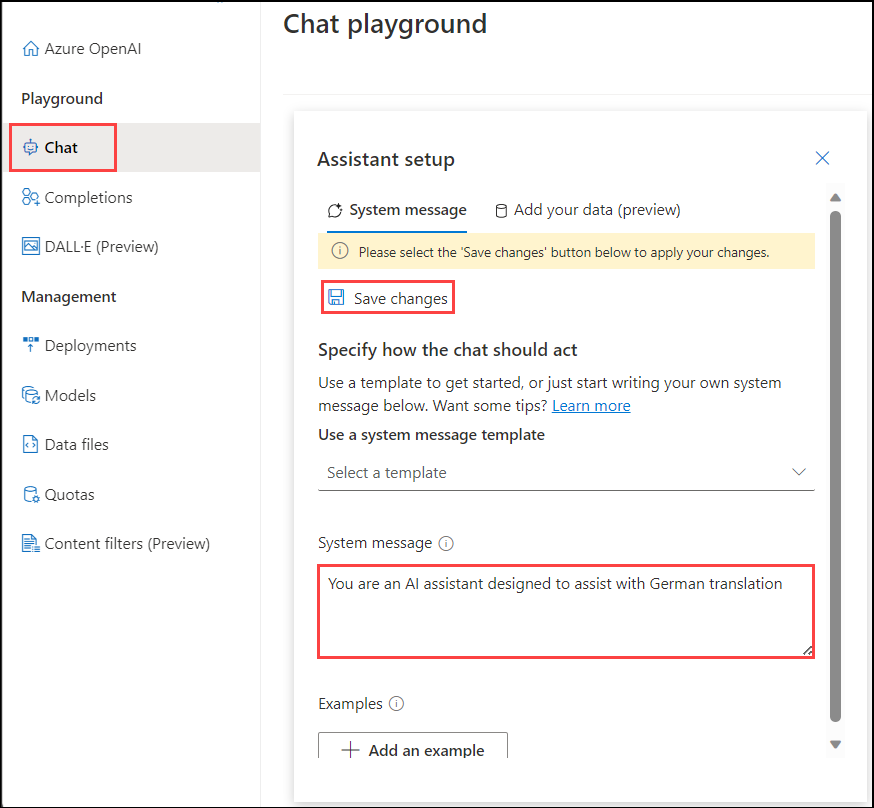 Azure OpenAI
Playground
Chat
Completions
DALL·E (Preview)
Management
Deployments
Models
Data files
Quotas
Content filters (Preview)
Chat playground
Assistant setup
System message
Add your data (preview)
Please select the 'Save changes' button below to apply your changes.
Save changes
Specify how the chat should act
Use a template to get started, or just start writing your own system
message below. Want some tips? Learn more
Use a system message template
Select a template
System message
You are an AI assistant designed to assist with German translation
Examples
Add an example